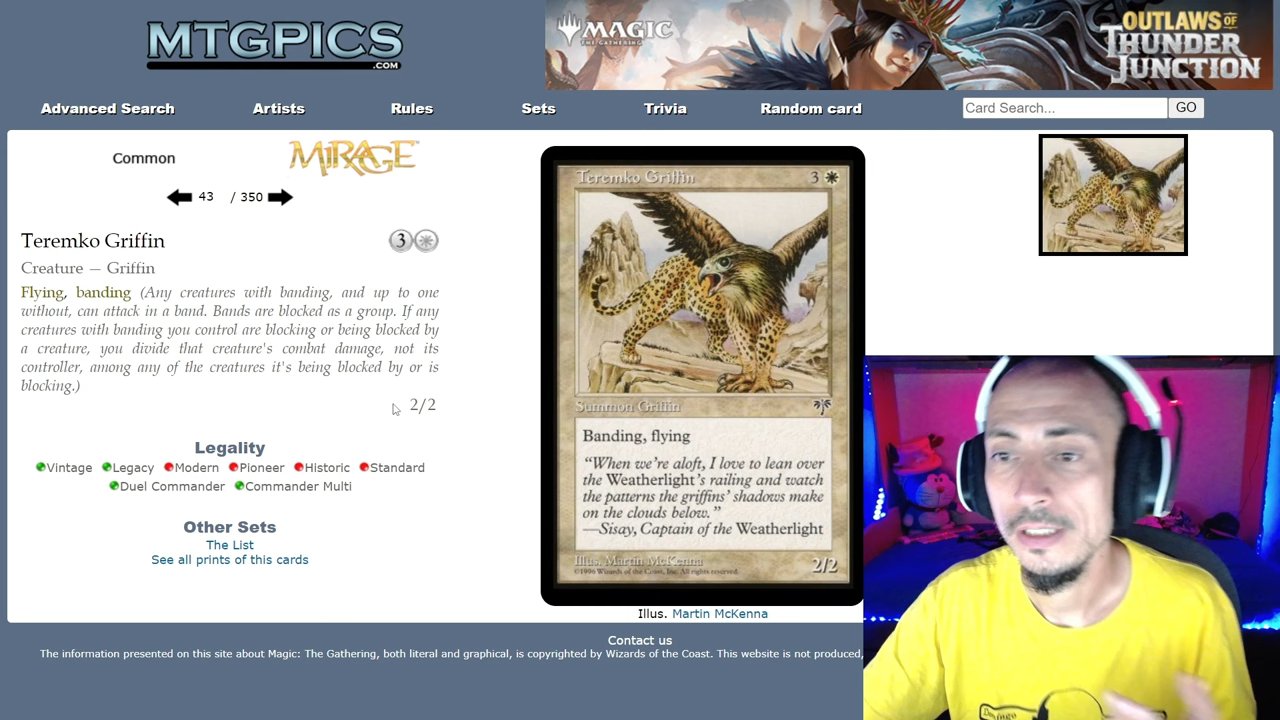 MTGPICS
.COM
MAGIC
THE GATHERING
OUTLAWS OF
THUNDER
JUNCTION
Advanced Search
Artists
Rules
Sets
Trivia
Random card
Card Search...
GO
Common
MIRAGE
43 / 350
Teremko Griffin
3
Creature — Griffin
Flying, banding (Any creatures with banding, and up to one
without, can attack in a band. Bands are blocked as a group. If any
creatures with banding you control are blocking or being blocked by
a creature, you divide that creature's combat damage, not its
controller, among any of the creatures it's being blocked by or is
blocking.)
2/2
Legality
Vintage Legacy Modern Pioneer Historic Standard
Duel Commander Commander Multi
Other Sets
The List
See all prints of this cards
Teremko Griffin 3
Summon Griffin
Banding, flying
“When we're aloft, I love to lean over
the Weatherlight's railing and watch
the patterns the griffins' shadows make
on the clouds below.”
—Sisay, Captain of the Weatherlight
Illus. Martin McKenna
©1996 Wizards of the Coast, Inc. All rights reserved.
2/2
Illus. Martin McKenna
Contact us
The information presented on this site about Magic: The Gathering, both literal and graphical, is copyrighted by Wizards of the Coast. This website is not produced,